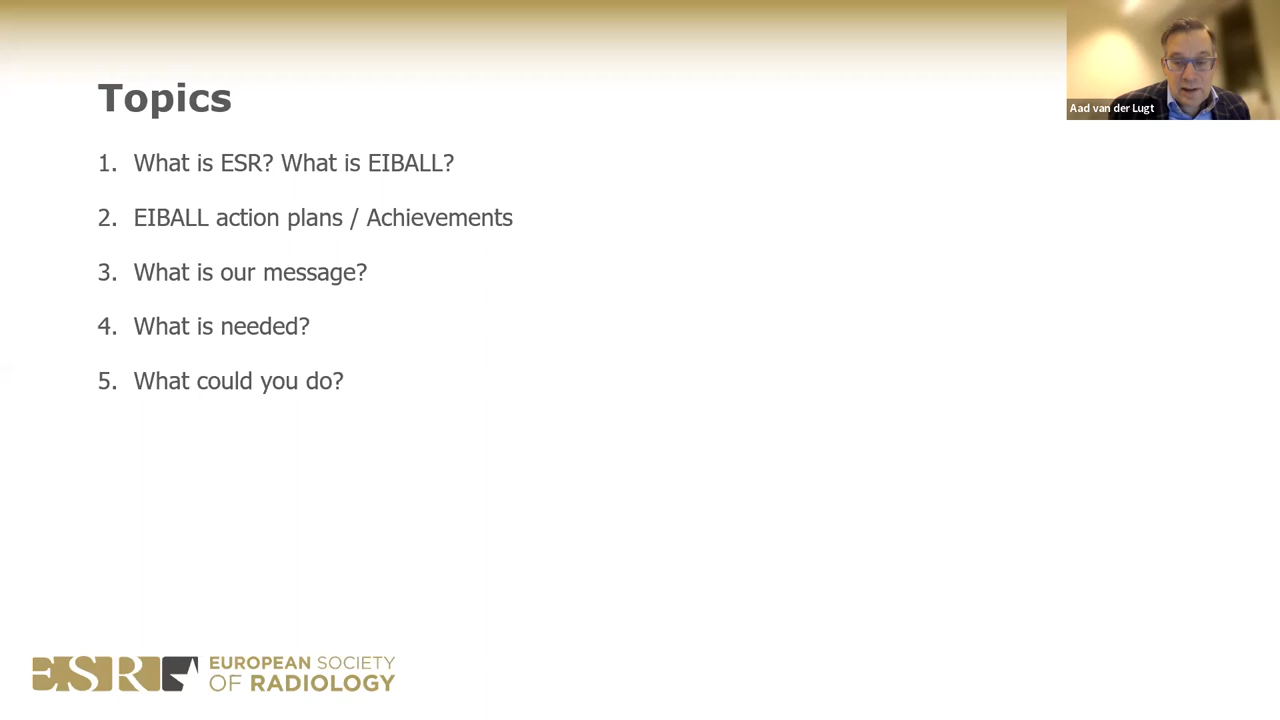 Topics
1. What is ESR? What is EIBALL?
2. EIBALL action plans / Achievements
3. What is our message?
4. What is needed?
5. What could you do?
Aad van der Lugt
ESR EUROPEAN SOCIETY
OF RADIOLOGY